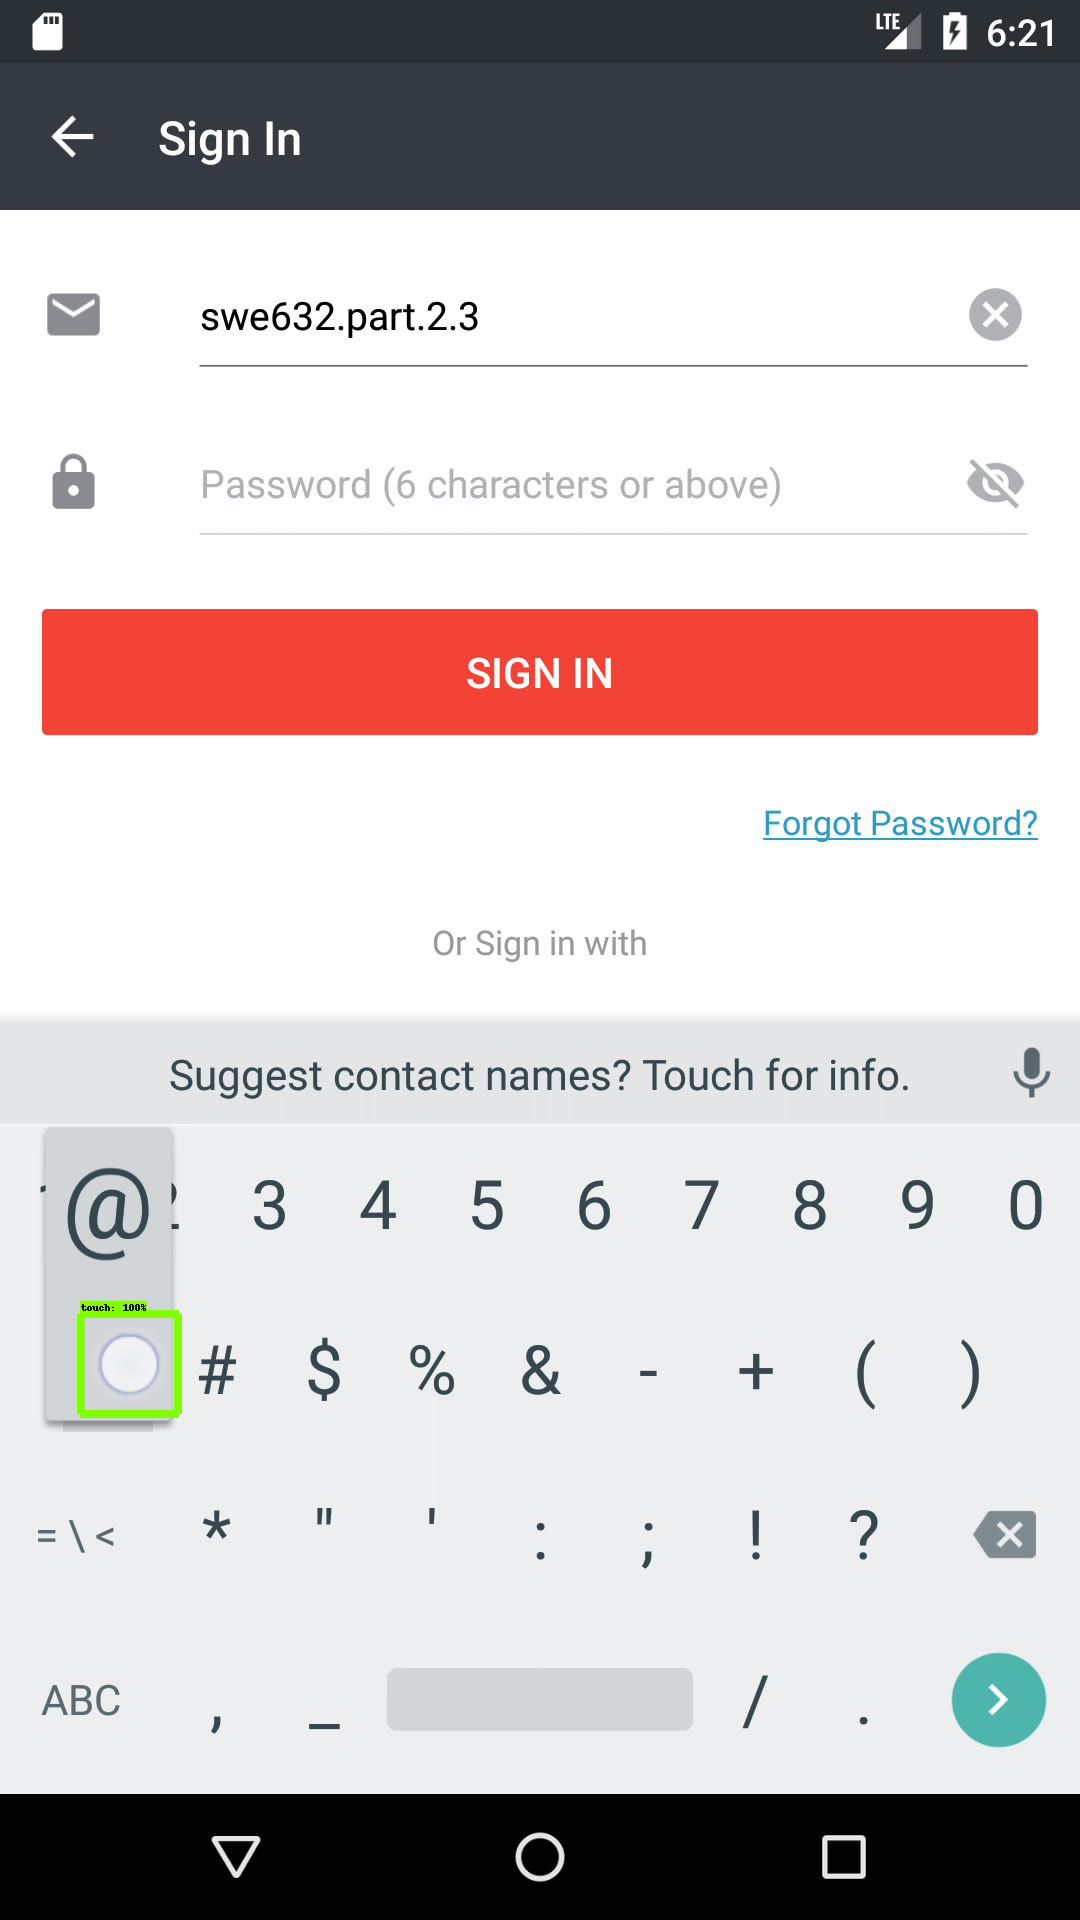 LTE 6:21
Sign In
swe632.part.2.3
Password (6 characters or above)
SIGN IN
Forgot Password?
Or Sign in with
Suggest contact names? Touch for info.
@ 3 4 5 6 7 8 9 0
touch: 100%
# $ % & - + ( )
= \ < * " ' : ; ! ?
ABC , _ / .